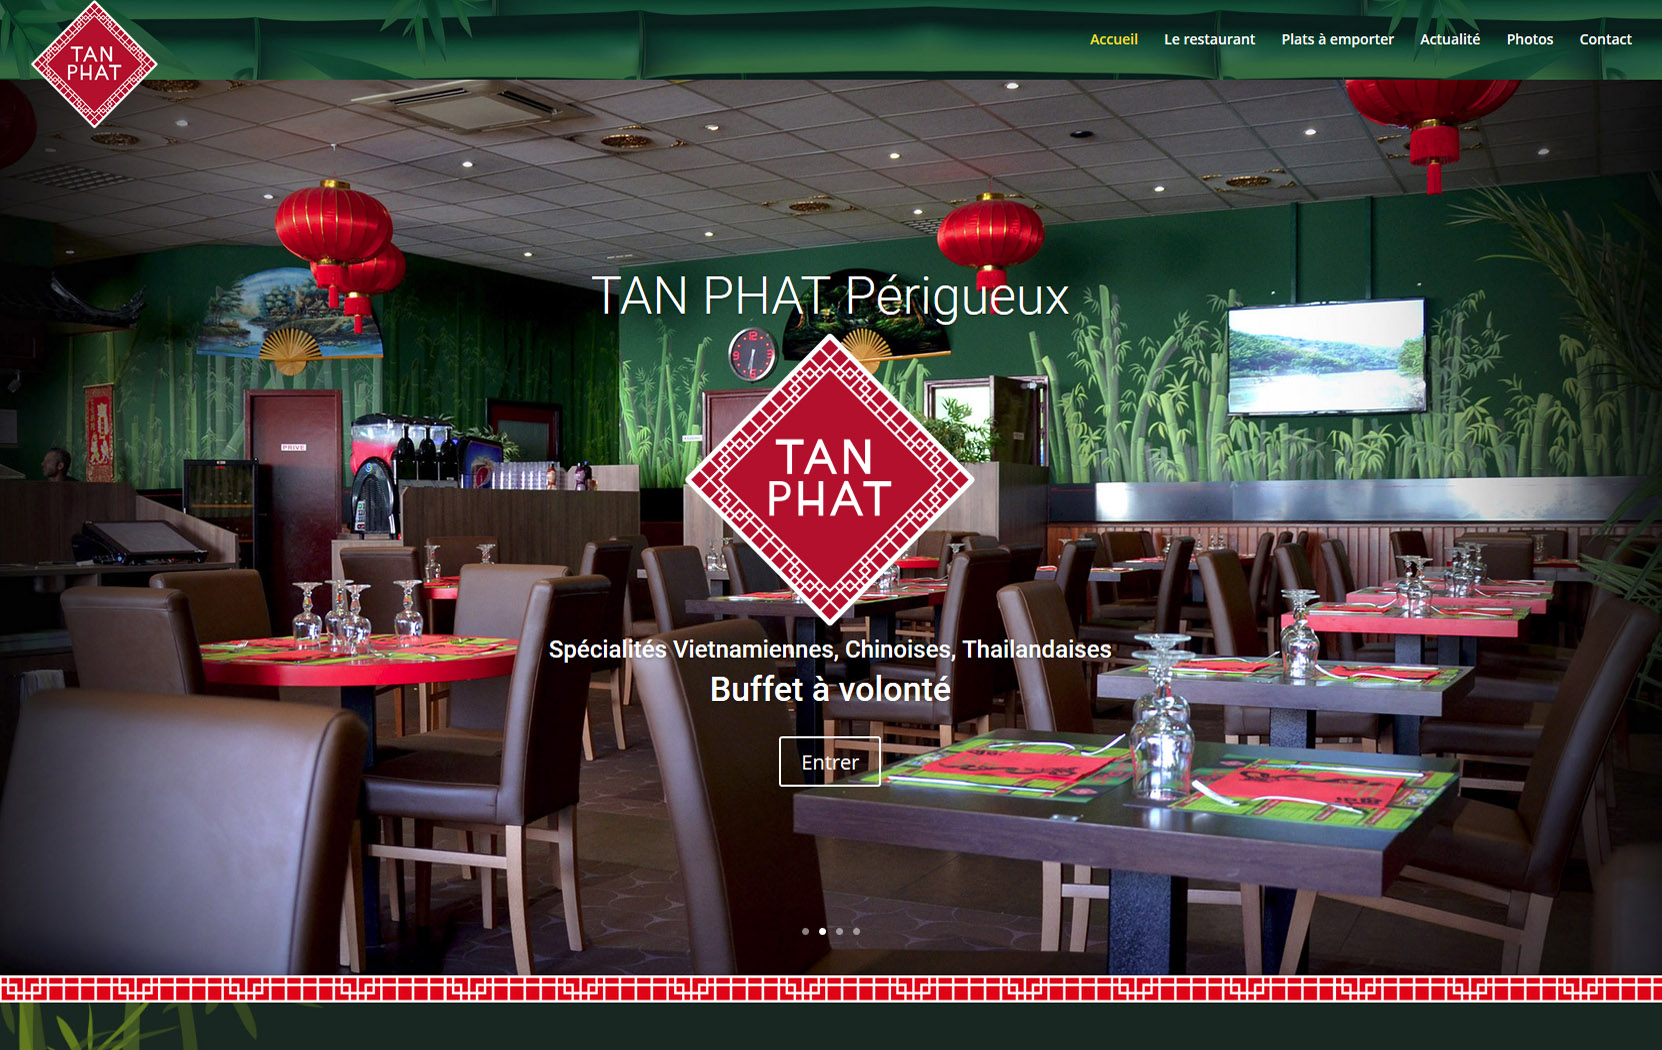 TAN
PHAT
Accueil
Le restaurant
Plats à emporter
Actualité
Photos
Contact
TAN PHAT Périgueux
PRIVE
TAN
PHAT
Spécialités Vietnamiennes, Chinoises, Thailandaises
Buffet à volonté
Entrer